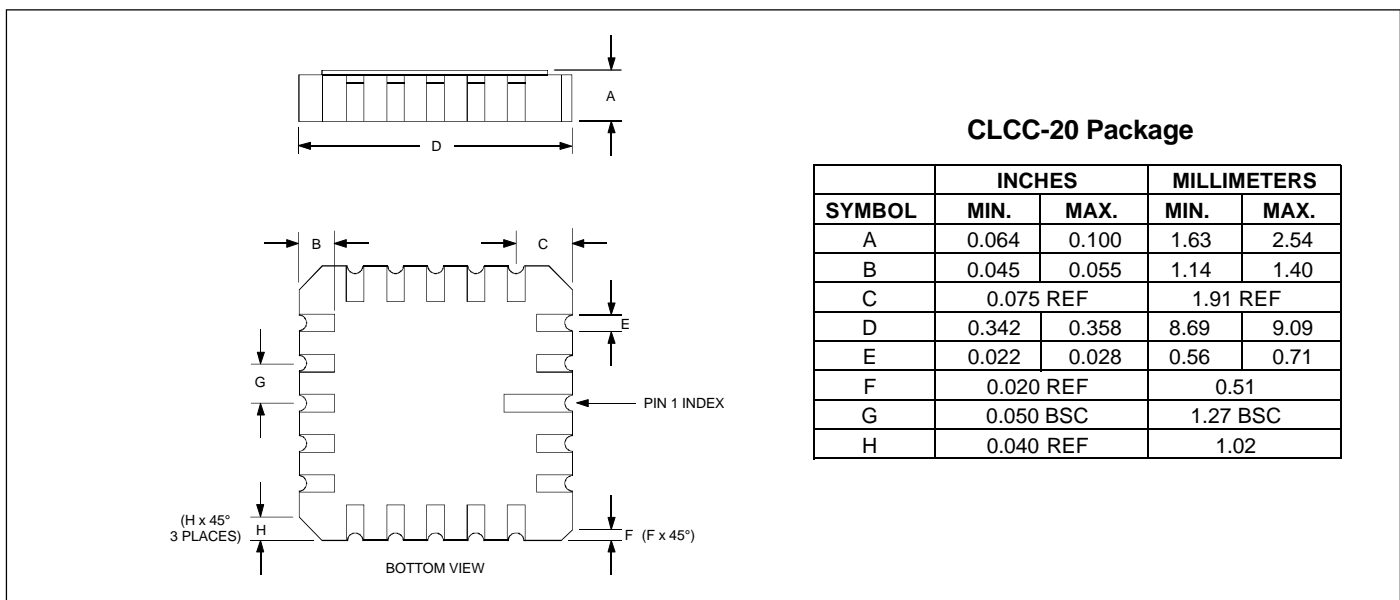 A
D
B
C
E
G
PIN 1 INDEX
(H x 45°
3 PLACES)
H
F (F x 45°)
BOTTOM VIEW
CLCC-20 Package
INCHES MILLIMETERS
SYMBOL MIN. MAX. MIN. MAX.
A 0.064 0.100 1.63 2.54
B 0.045 0.055 1.14 1.40
C 0.075 REF 1.91 REF
D 0.342 0.358 8.69 9.09
E 0.022 0.028 0.56 0.71
F 0.020 REF 0.51
G 0.050 BSC 1.27 BSC
H 0.040 REF 1.02